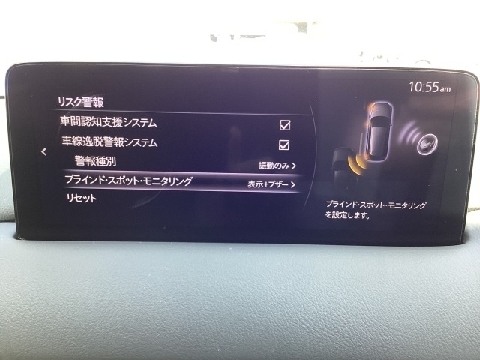 10:55am
リスク警報
車間認知支援システム
車線逸脱警報システム
警報種別 振動のみ
ブラインド・スポット・モニタリング 表示+ブザー
リセット
ブラインド・スポット・モニタリング
を設定します。